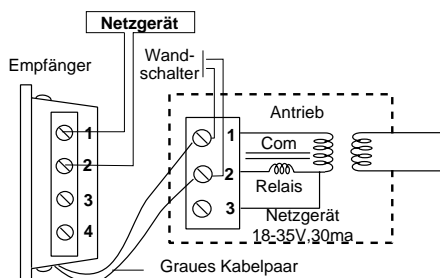 Netzgerät
Empfänger
Wand-
schalter
Antrieb
1
2
3
4
1
2
3
Com
Relais
Netzgerät
18-35V,30ma
Graues Kabelpaar